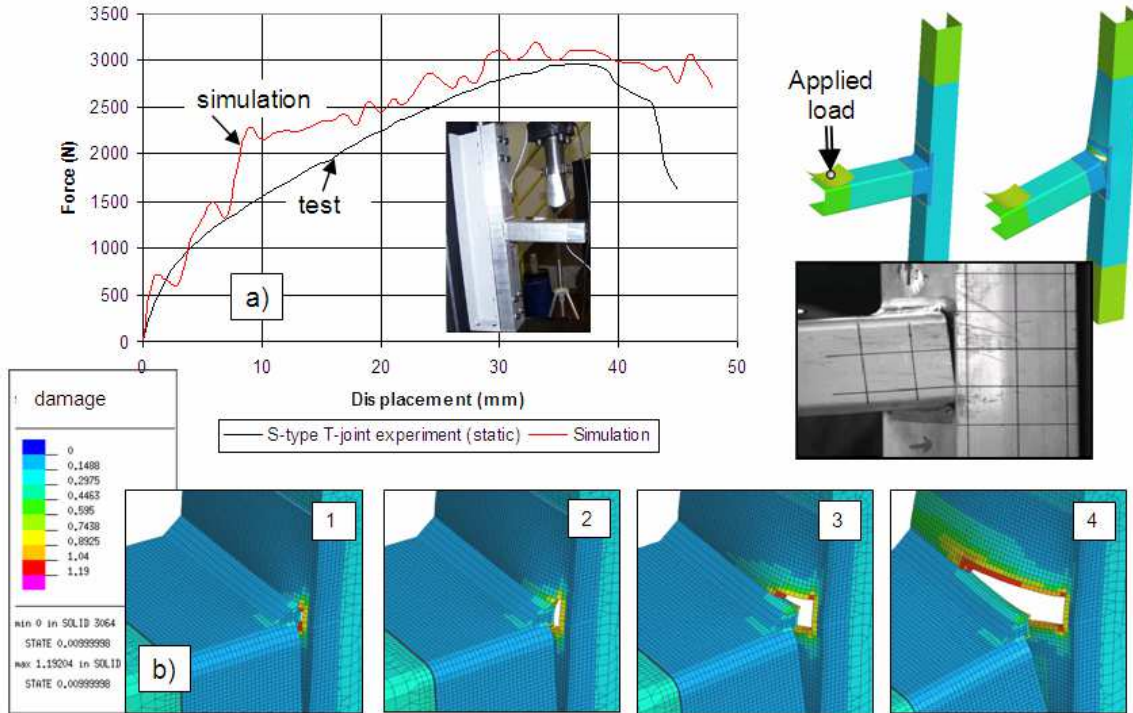 3500
3000
2500
2000
1500
1000
500
0
Force (N)
simulation
test
a)
0
10
20
30
40
50
Displacement (mm)
S-type T-joint experiment (static)
Simulation
Applied
load
damage
0
0.1488
0.2975
0.4463
0.595
0.7438
0.8925
1.04
1.19
min 0 in SOLID 3064
STATE 0.00999998
max 1.19204 in SOLID
STATE 0.00999998
b)
1
2
3
4